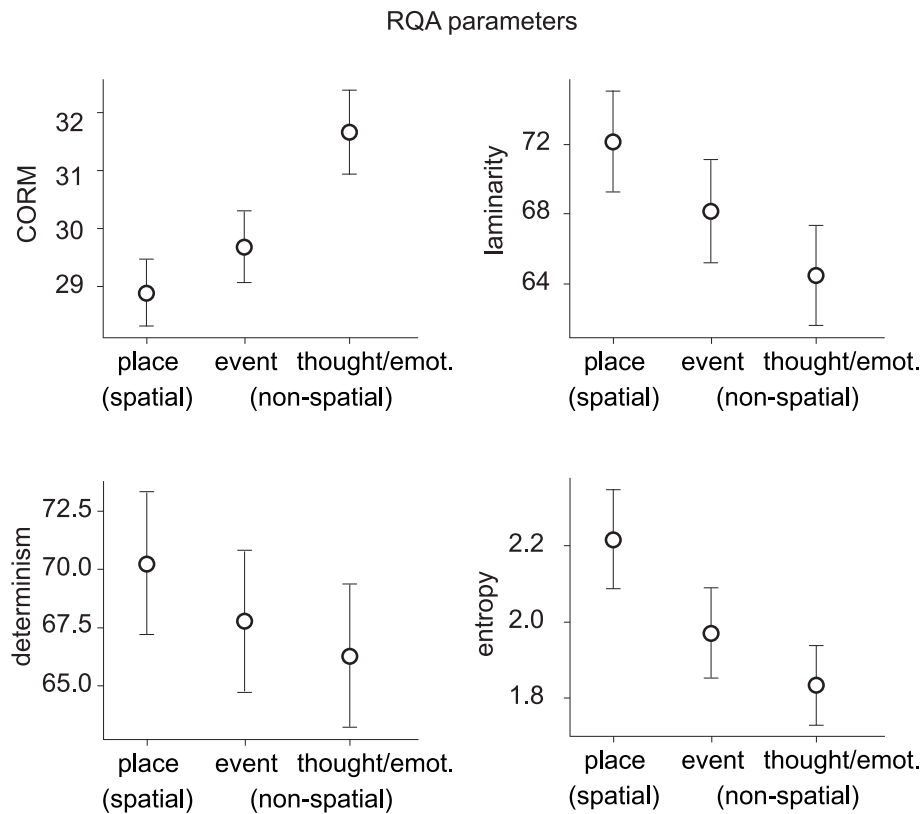 RQA parameters
CORM
32
31
30
29
place event thought/emot.
(spatial) (non-spatial)
laminarity
72
68
64
place event thought/emot.
(spatial) (non-spatial)
determinism
72.5
70.0
67.5
65.0
place event thought/emot.
(spatial) (non-spatial)
entropy
2.2
2.0
1.8
place event thought/emot.
(spatial) (non-spatial)